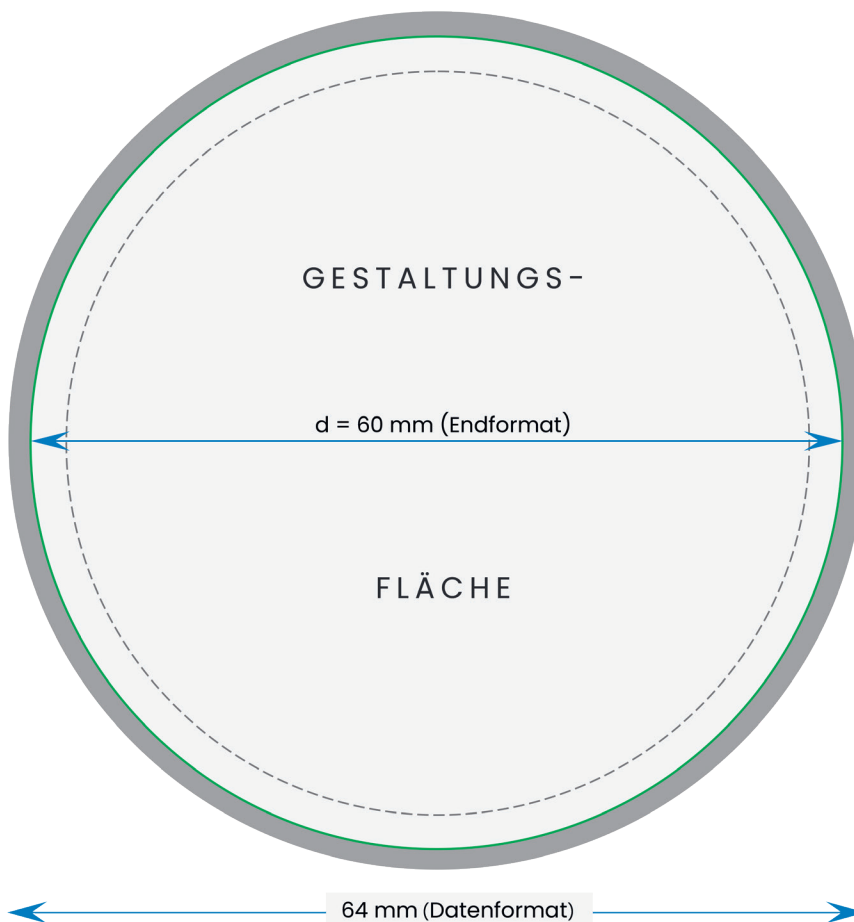 GESTALTUNGS-
d = 60 mm (Endformat)
FLÄCHE
64 mm (Datenformat)